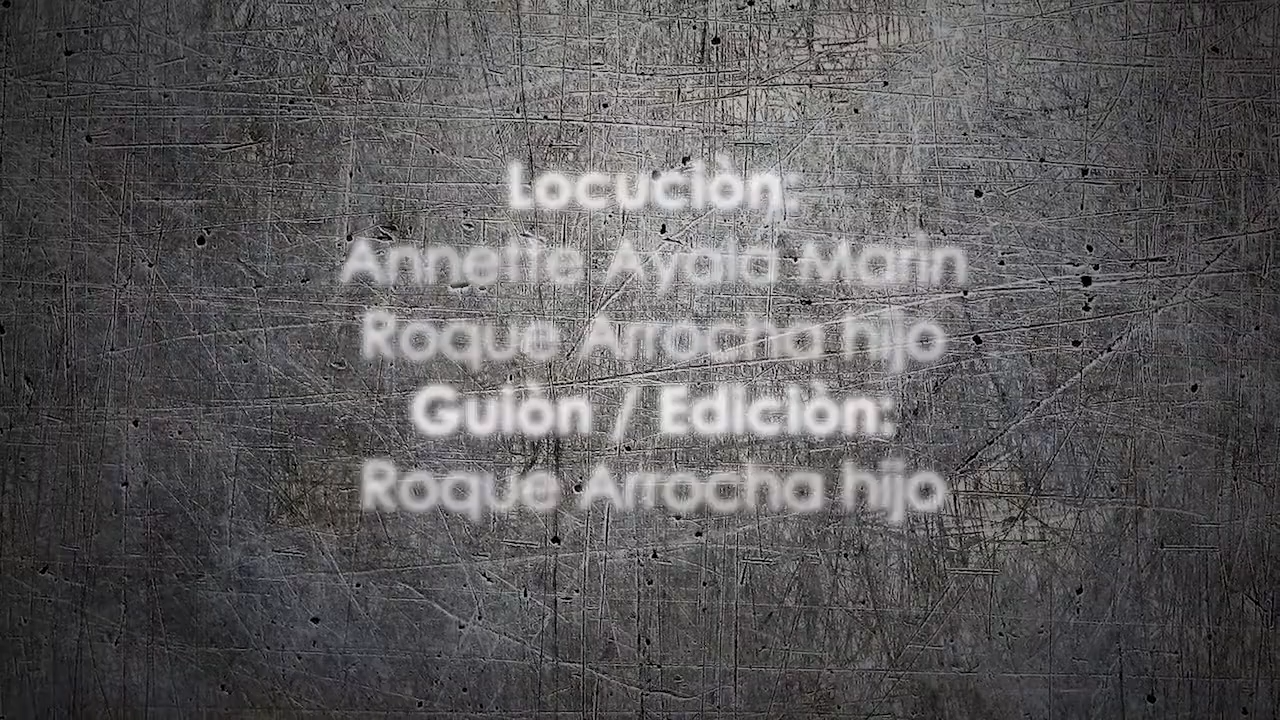 Locuciòn:
Annette Ayala Marin
Roque Arrocha hijo
Guiòn / Ediciòn:
Roque Arrocha hijo